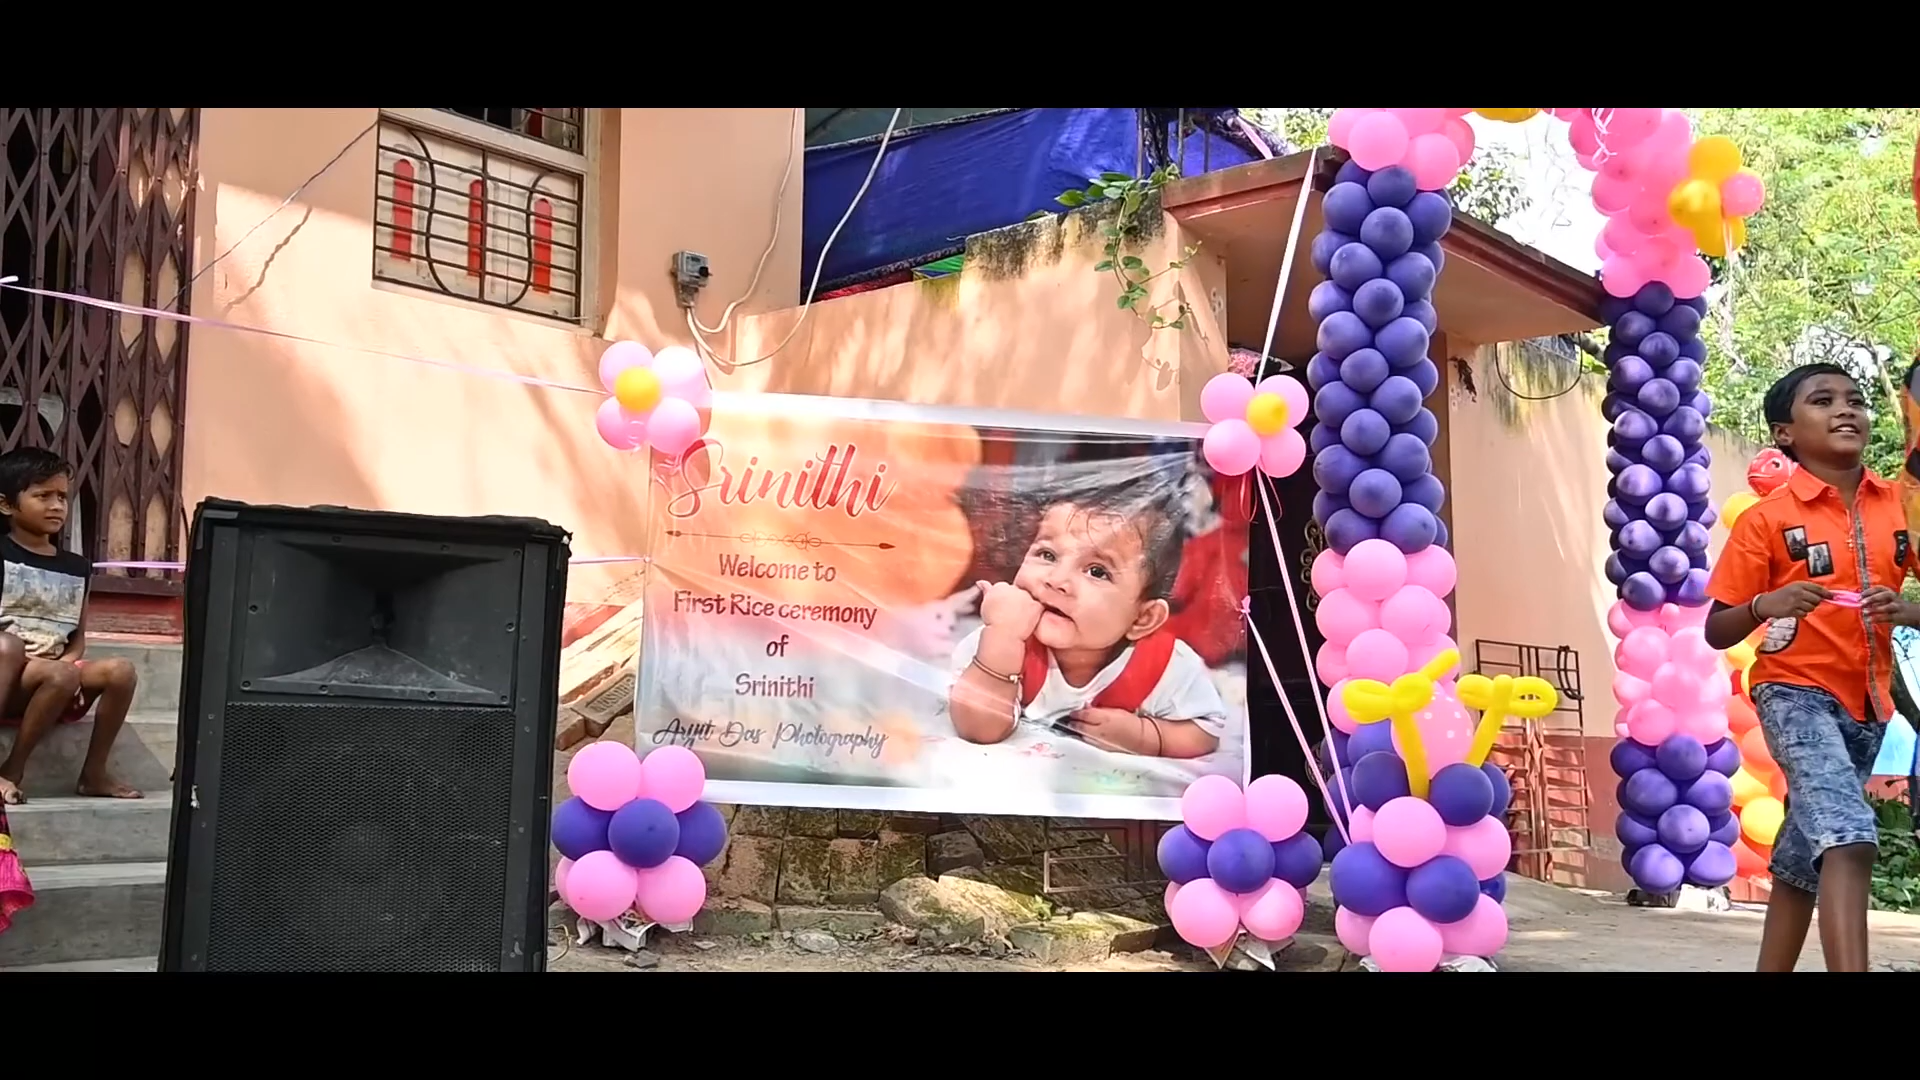 Srinithi
Welcome to
First Rice ceremony
of
Srinithi
Arijit Das Photography